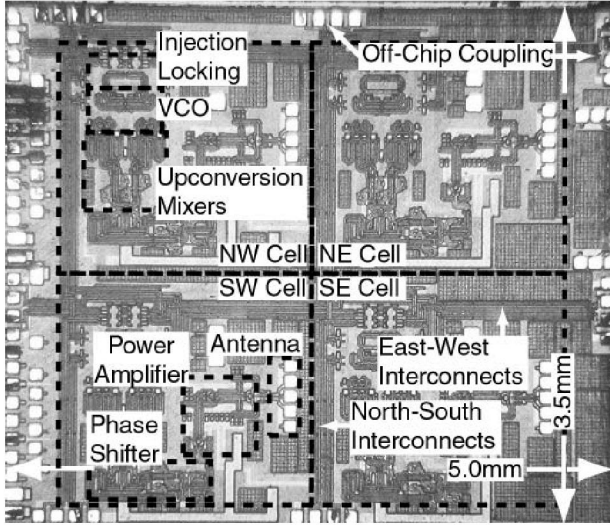 Injection
Locking
Off-Chip Coupling
VCO
Upconversion
Mixers
NW Cell
NE Cell
SW Cell
SE Cell
Power
Amplifier
Antenna
East-West
Interconnects
3.5mm
Phase
Shifter
North-South
Interconnects
5.0mm